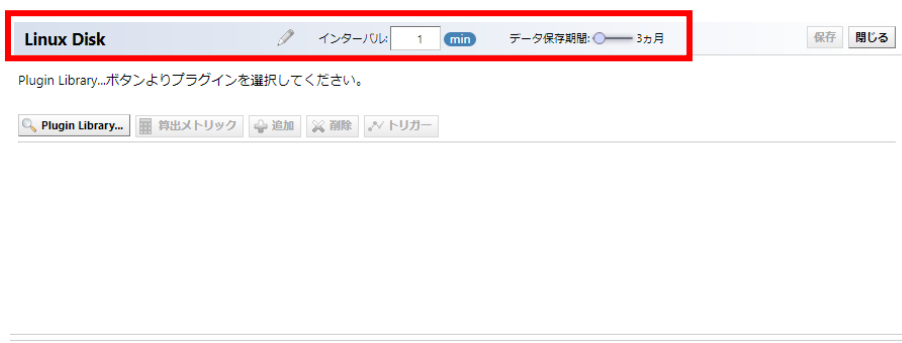 Linux Disk インターバル: 1 min データ保存期間: 3ヵ月 保存 閉じる
Plugin Library...ボタンよりプラグインを選択してください。
Plugin Library... 算出メトリック 追加 削除 トリガー